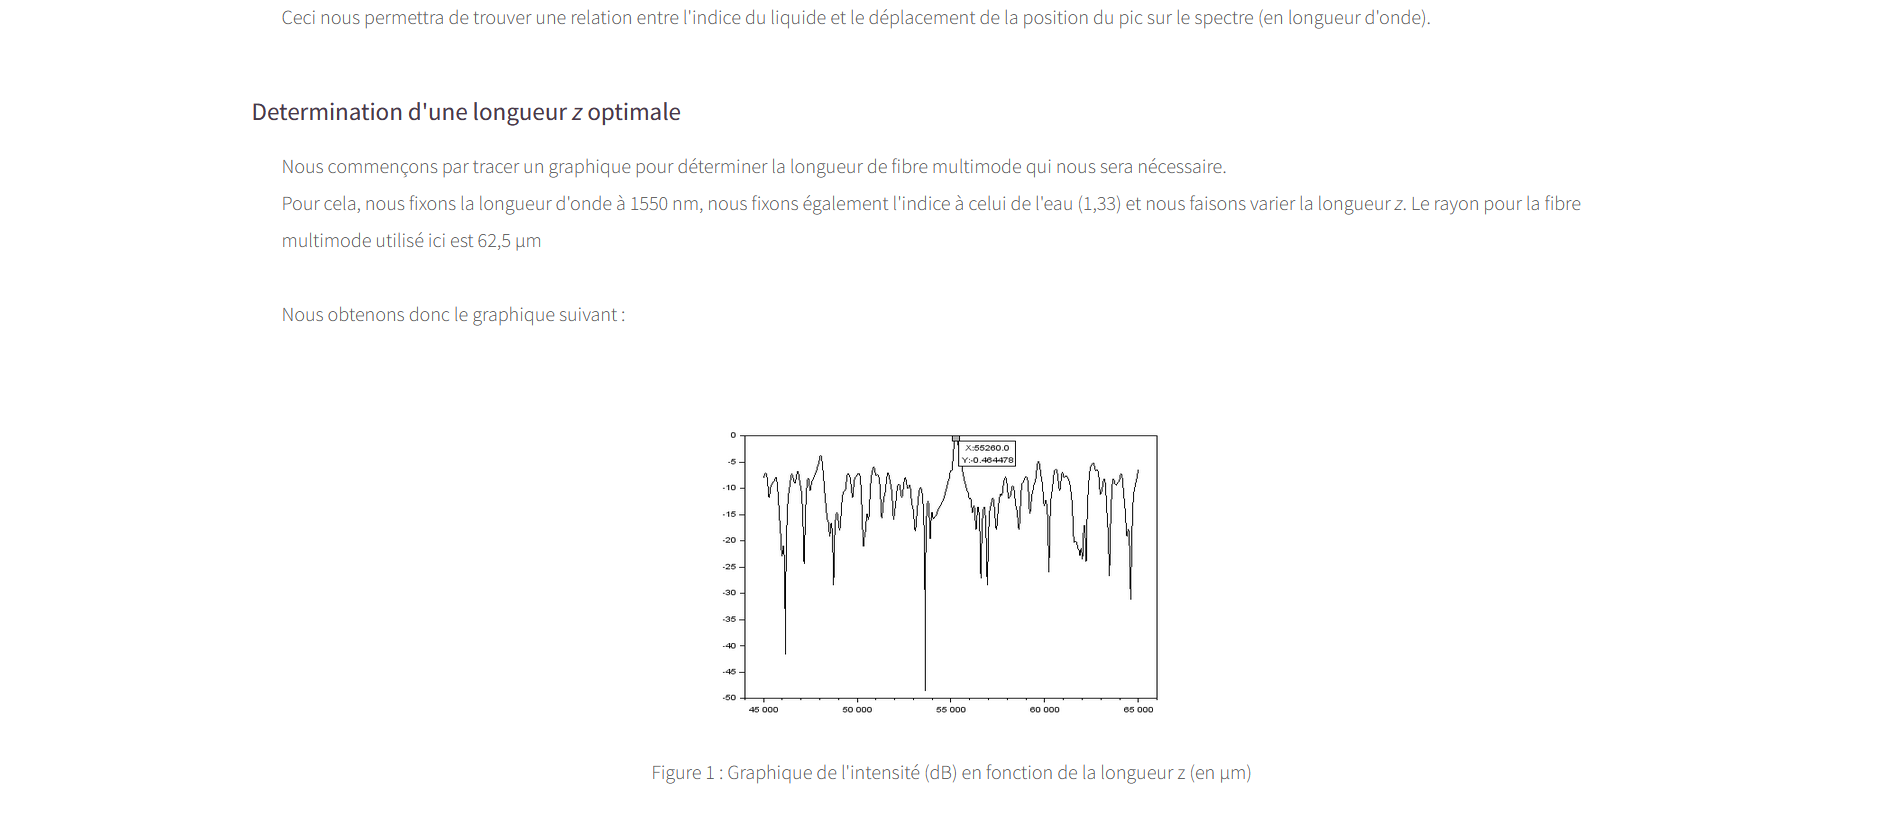 Ceci nous permettra de trouver une relation entre l'indice du liquide et le déplacement de la position du pic sur le spectre (en longueur d'onde).
Determination d'une longueur z optimale
Nous commençons par tracer un graphique pour déterminer la longueur de fibre multimode qui nous sera nécessaire.
Pour cela, nous fixons la longueur d'onde à 1550 nm, nous fixons également l'indice à celui de l'eau (1,33) et nous faisons varier la longueur z. Le rayon pour la fibre
multimode utilisé ici est 62,5 µm
Nous obtenons donc le graphique suivant :
0
X:55260.0
Y:-0.464478
-5
-10
-15
-20
-25
-30
-35
-40
-45
-50
45 000 50 000 55 000 60 000 65 000
Figure 1 : Graphique de l'intensité (dB) en fonction de la longueur z (en µm)